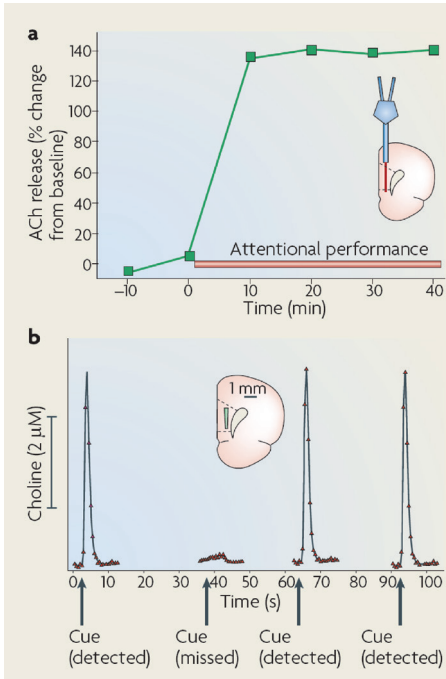 a
ACh release (% change
from baseline)
140
120
100
80
60
40
20
0
Attentional performance
–10 0 10 20 30 40
Time (min)
b
1 mm
Choline (2 µM)
0 10 20 30 40 50 60 70 80 90 100
Time (s)
Cue Cue Cue Cue
(detected) (missed) (detected) (detected)